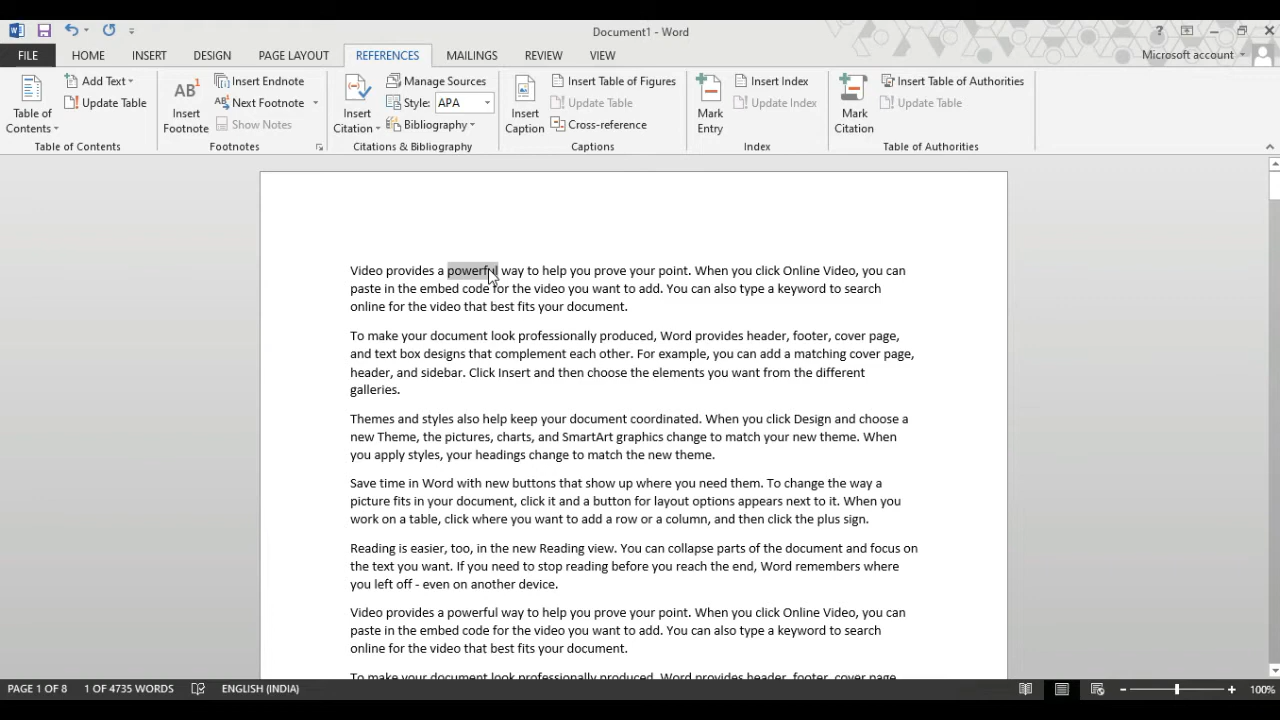 Document1 - Word
FILE HOME INSERT DESIGN PAGE LAYOUT REFERENCES MAILINGS REVIEW VIEW Microsoft account
Table of Contents
Add Text
Update Table
Table of Contents
AB1 Insert Footnote
Insert Endnote
AB Next Footnote
Show Notes
Footnotes
Insert Citation
Manage Sources
Style: APA
Bibliography
Citations & Bibliography
Insert Caption
Insert Table of Figures
Update Table
Cross-reference
Captions
Mark Entry
Insert Index
Update Index
Index
Mark Citation
Insert Table of Authorities
Update Table
Table of Authorities
Video provides a powerful way to help you prove your point. When you click Online Video, you can
paste in the embed code for the video you want to add. You can also type a keyword to search
online for the video that best fits your document.
To make your document look professionally produced, Word provides header, footer, cover page,
and text box designs that complement each other. For example, you can add a matching cover page,
header, and sidebar. Click Insert and then choose the elements you want from the different
galleries.
Themes and styles also help keep your document coordinated. When you click Design and choose a
new Theme, the pictures, charts, and SmartArt graphics change to match your new theme. When
you apply styles, your headings change to match the new theme.
Save time in Word with new buttons that show up where you need them. To change the way a
picture fits in your document, click it and a button for layout options appears next to it. When you
work on a table, click where you want to add a row or a column, and then click the plus sign.
Reading is easier, too, in the new Reading view. You can collapse parts of the document and focus on
the text you want. If you need to stop reading before you reach the end, Word remembers where
you left off - even on another device.
Video provides a powerful way to help you prove your point. When you click Online Video, you can
paste in the embed code for the video you want to add. You can also type a keyword to search
online for the video that best fits your document.
To make your document look professionally produced, Word provides header, footer, cover page,
PAGE 1 OF 8 1 OF 4735 WORDS ENGLISH (INDIA) 100%